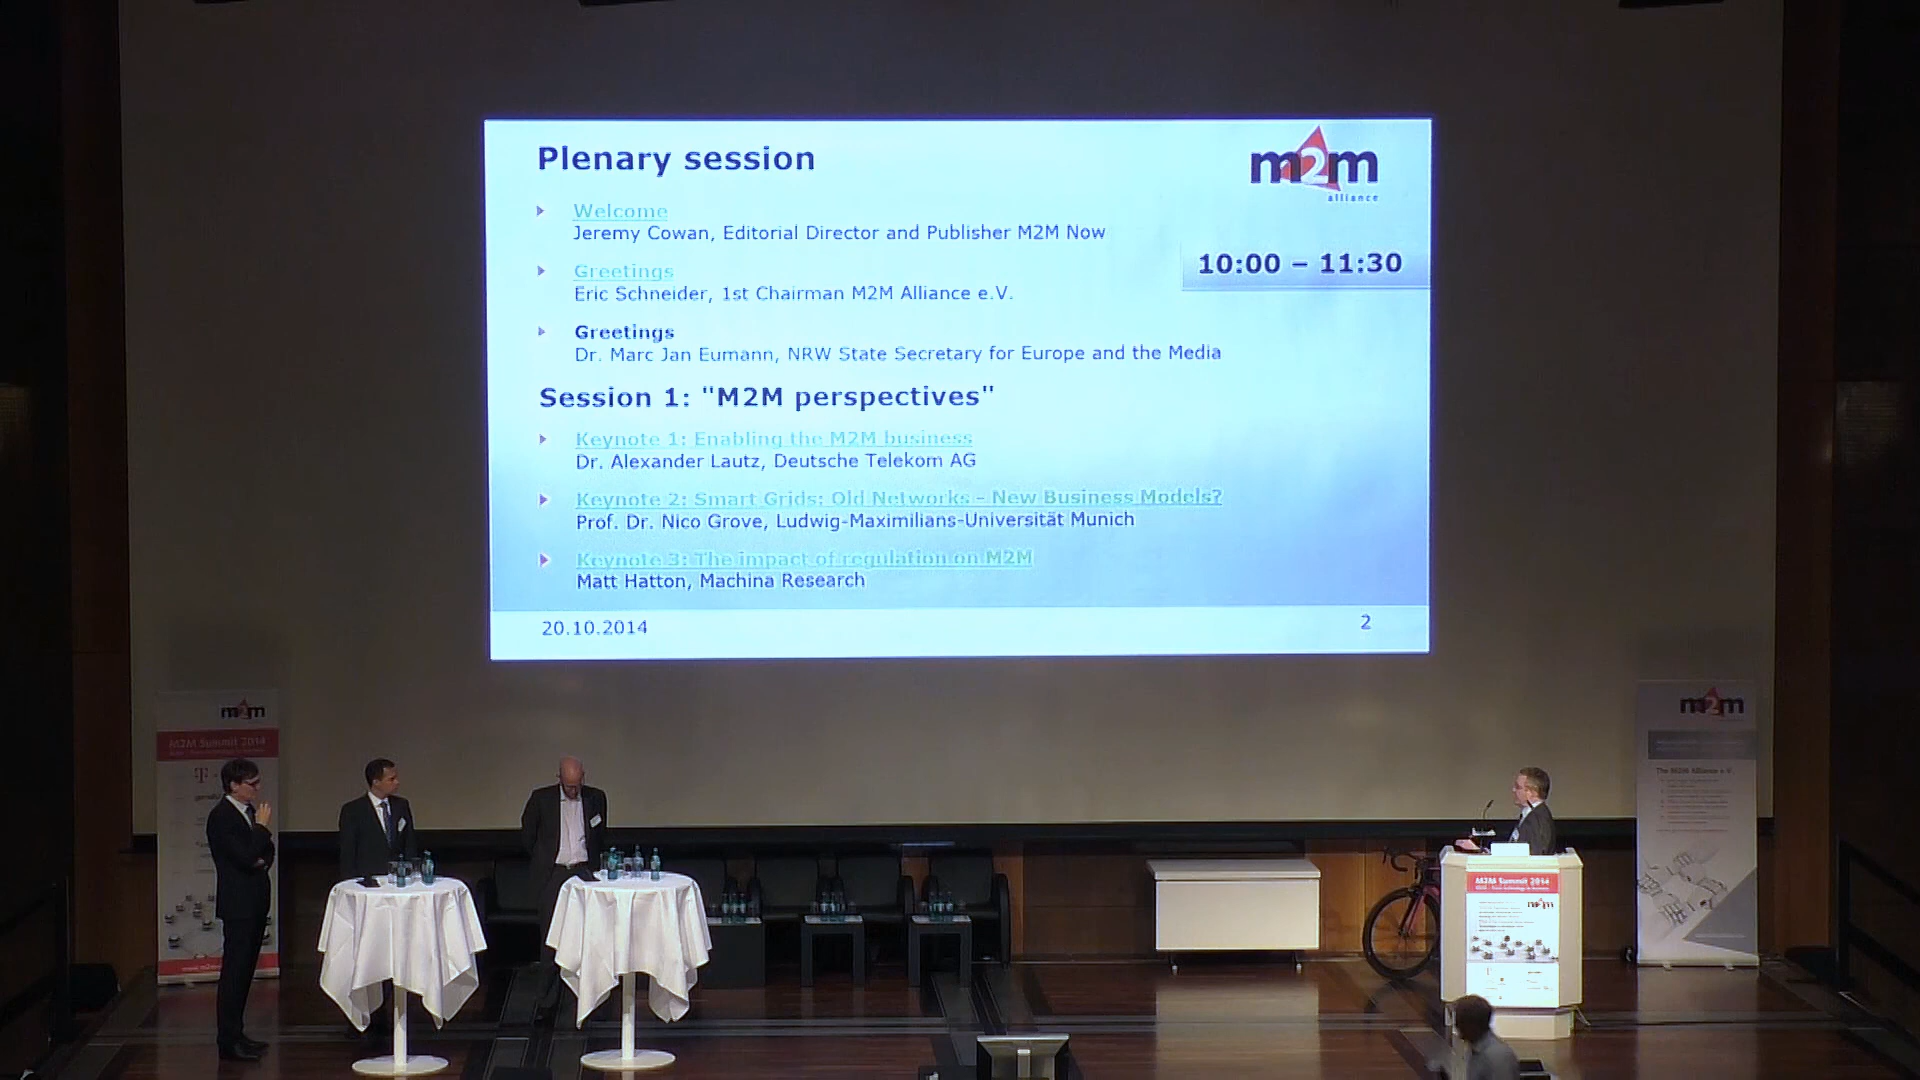 Plenary session
m2m
alliance
Welcome
Jeremy Cowan, Editorial Director and Publisher M2M Now
10:00 – 11:30
Greetings
Eric Schneider, 1st Chairman M2M Alliance e.V.
Greetings
Dr. Marc Jan Eumann, NRW State Secretary for Europe and the Media
Session 1: "M2M perspectives"
Keynote 1: Enabling the M2M business
Dr. Alexander Lautz, Deutsche Telekom AG
Keynote 2: Smart Grids: Old Networks – New Business Models?
Prof. Dr. Nico Grove, Ludwig-Maximilians-Universität Munich
Keynote 3: The impact of regulation on M2M
Matt Hatton, Machina Research
20.10.2014
2
m2m
M2M Summit 2014
m2m
The M2M Alliance e.V.
M2M Summit 2014
m2m